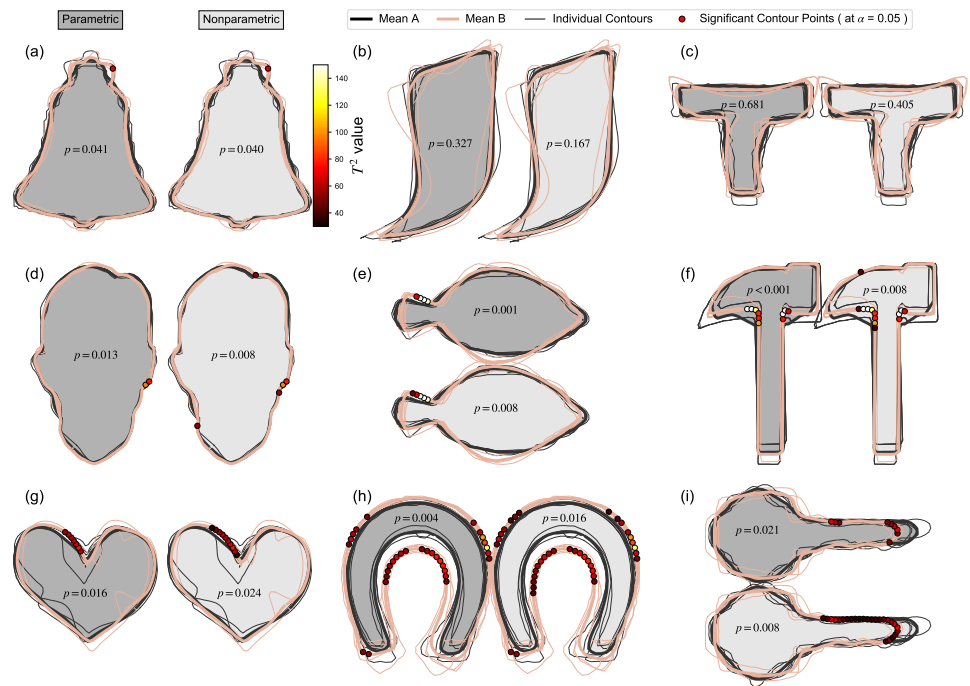 Parametric Nonparametric Mean A Mean B Individual Contours Significant Contour Points ( at α = 0.05 )
(a) (b) (c)
140
120
100
80
60
40
T² value
p = 0.041 p = 0.040
p = 0.327 p = 0.167
p = 0.681 p = 0.405
(d) (e) (f)
p = 0.013 p = 0.008
p = 0.001
p = 0.008
p < 0.001 p = 0.008
(g) (h) (i)
p = 0.016 p = 0.024
p = 0.004 p = 0.016
p = 0.021
p = 0.008